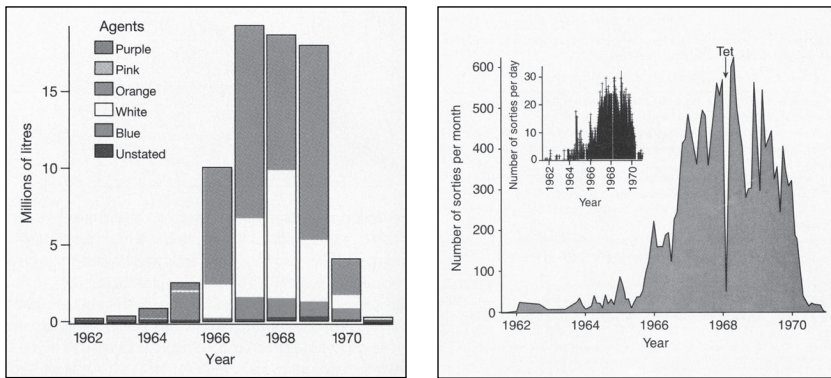 Agents
Purple
Pink
Orange
White
Blue
Unstated
Millions of litres
15
10
5
0
1962
1964
1966
1968
1970
Year
Tet
Number of sorties per month
600
500
400
300
200
100
0
1962
1964
1966
1968
1970
Year
Number of sorties per day
30
20
10
0
1962
1964
1966
1968
1970
Year